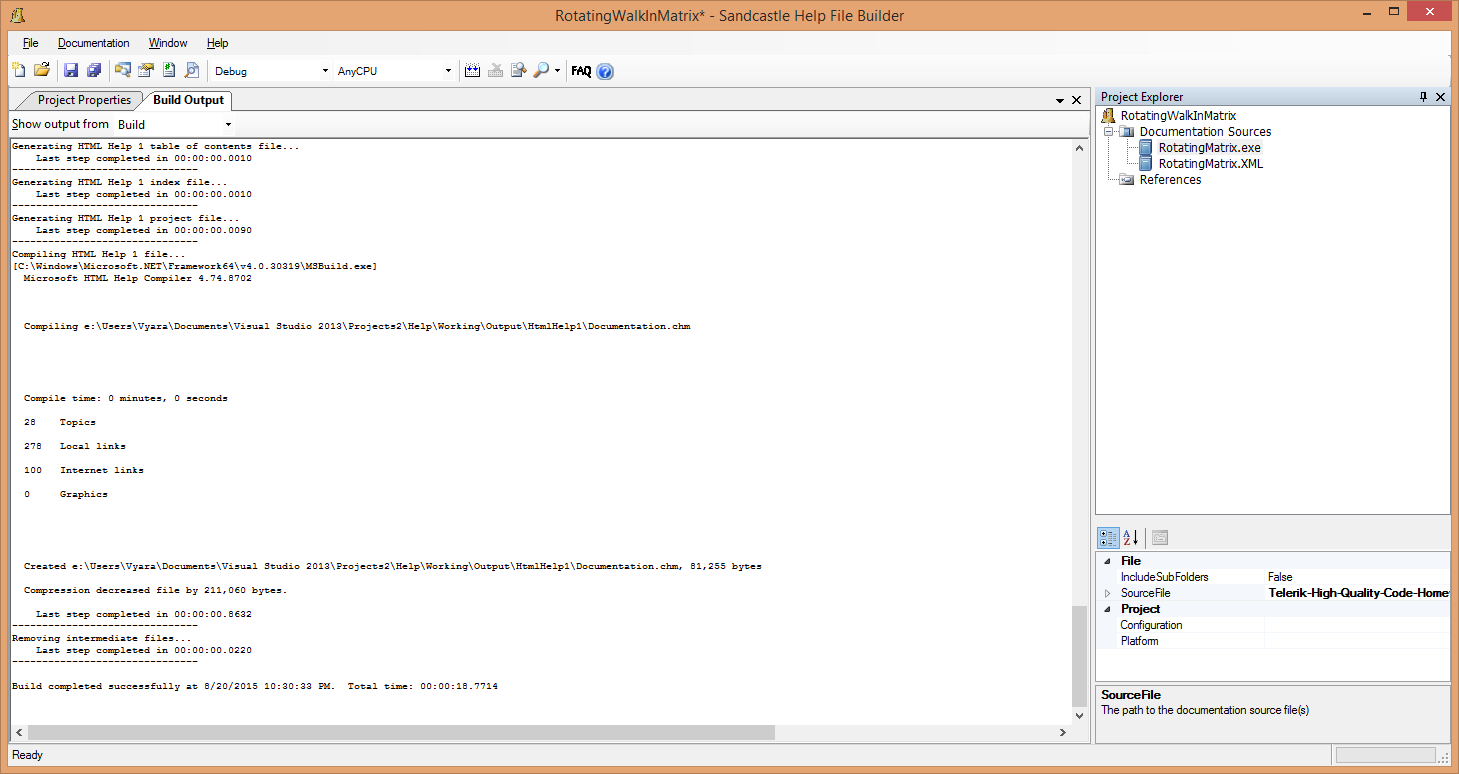 RotatingWalkInMatrix* - Sandcastle Help File Builder
File Documentation Window Help
Debug AnyCPU FAQ
Project Properties Build Output
Show output from Build
Generating HTML Help 1 table of contents file...
Last step completed in 00:00:00.0010
-------------------------------
Generating HTML Help 1 index file...
Last step completed in 00:00:00.0010
-------------------------------
Generating HTML Help 1 project file...
Last step completed in 00:00:00.0090
-------------------------------
Compiling HTML Help 1 file...
[C:\Windows\Microsoft.NET\Framework64\v4.0.30319\MSBuild.exe]
Microsoft HTML Help Compiler 4.74.8702
Compiling e:\Users\Vyara\Documents\Visual Studio 2013\Projects2\Help\Working\Output\HtmlHelp1\Documentation.chm
Compile time: 0 minutes, 0 seconds
28 Topics
278 Local links
100 Internet links
0 Graphics
Created e:\Users\Vyara\Documents\Visual Studio 2013\Projects2\Help\Working\Output\HtmlHelp1\Documentation.chm, 81,255 bytes
Compression decreased file by 211,060 bytes.
Last step completed in 00:00:00.8632
-------------------------------
Removing intermediate files...
Last step completed in 00:00:00.0220
-------------------------------
Build completed successfully at 8/20/2015 10:30:33 PM. Total time: 00:00:18.7714
Project Explorer
RotatingWalkInMatrix
Documentation Sources
RotatingMatrix.exe
RotatingMatrix.XML
References
File
IncludeSubFolders False
SourceFile Telerik-High-Quality-Code-Homew
Project
Configuration
Platform
SourceFile
The path to the documentation source file(s)
Ready